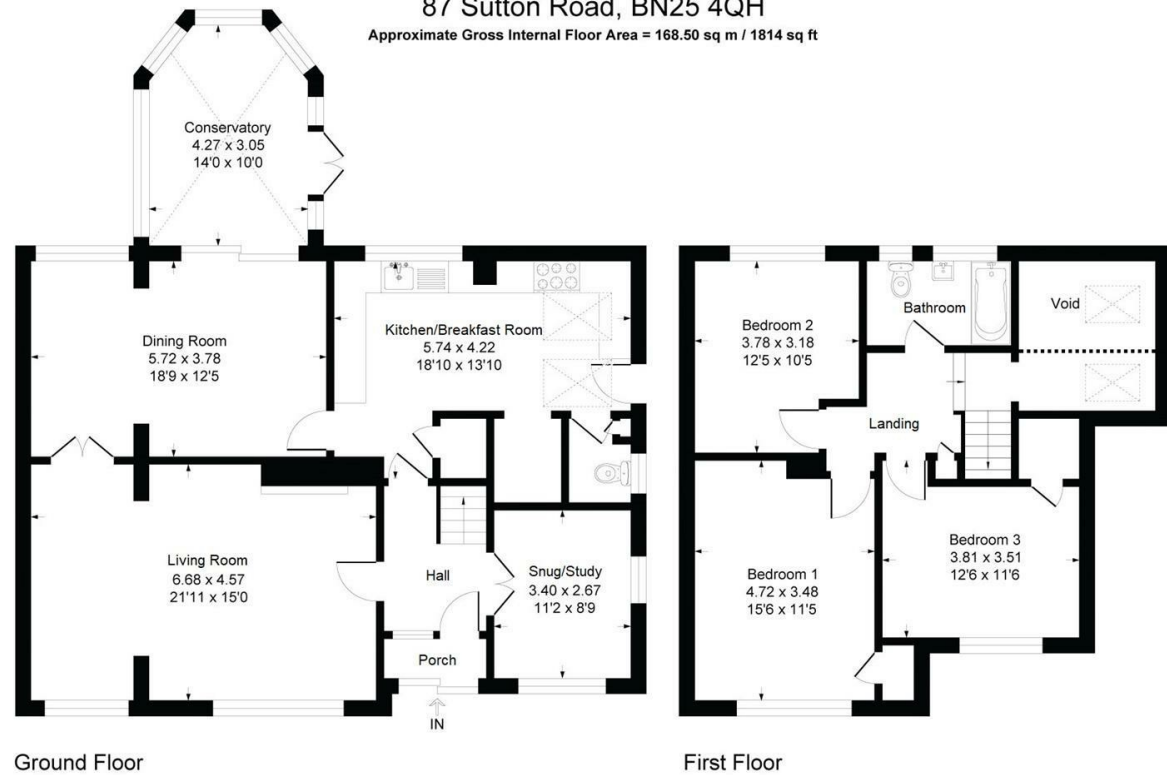 87 Sutton Road, BN25 4QH
Approximate Gross Internal Floor Area = 168.50 sq m / 1814 sq ft
Conservatory
4.27 x 3.05
14'0 x 10'0
Dining Room
5.72 x 3.78
18'9 x 12'5
Kitchen/Breakfast Room
5.74 x 4.22
18'10 x 13'10
Living Room
6.68 x 4.57
21'11 x 15'0
Hall
Snug/Study
3.40 x 2.67
11'2 x 8'9
Porch
IN
Ground Floor
Bedroom 2
3.78 x 3.18
12'5 x 10'5
Bathroom
Void
Landing
Bedroom 1
4.72 x 3.48
15'6 x 11'5
Bedroom 3
3.81 x 3.51
12'6 x 11'6
First Floor